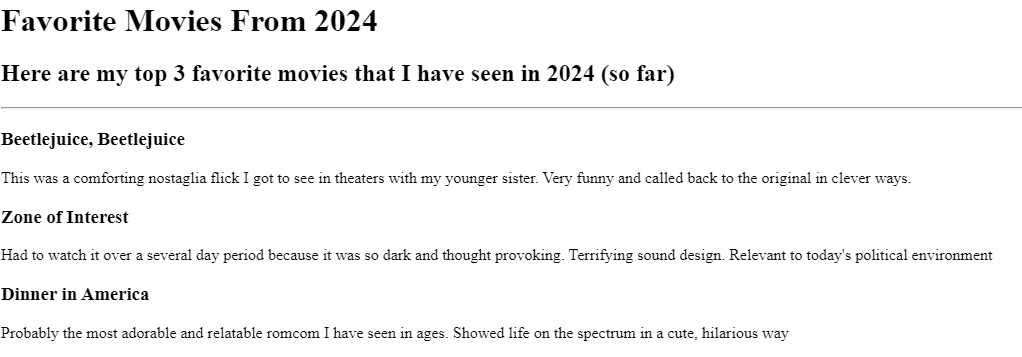 Favorite Movies From 2024
Here are my top 3 favorite movies that I have seen in 2024 (so far)
Beetlejuice, Beetlejuice
This was a comforting nostaglia flick I got to see in theaters with my younger sister. Very funny and called back to the original in clever ways.
Zone of Interest
Had to watch it over a several day period because it was so dark and thought provoking. Terrifying sound design. Relevant to today's political environment
Dinner in America
Probably the most adorable and relatable romcom I have seen in ages. Showed life on the spectrum in a cute, hilarious way